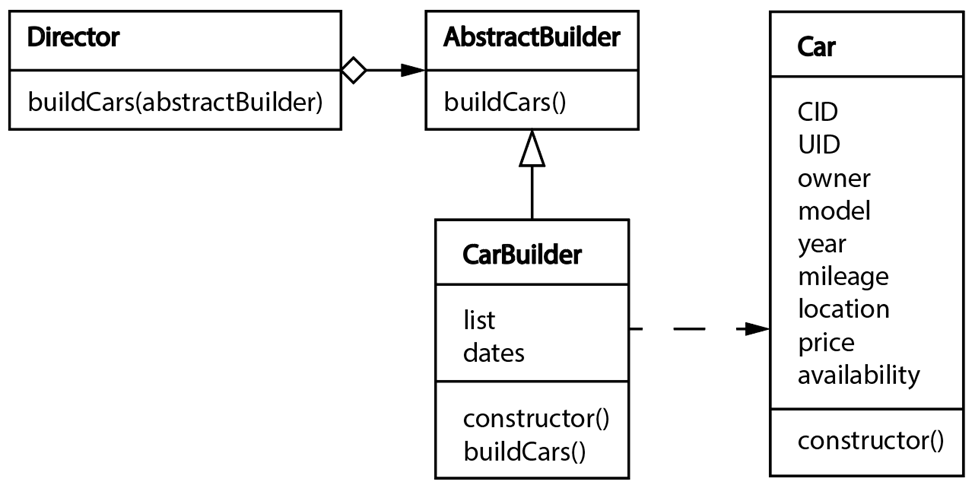 Director
buildCars(abstractBuilder)
AbstractBuilder
buildCars()
CarBuilder
list
dates
constructor()
buildCars()
Car
CID
UID
owner
model
year
mileage
location
price
availability
constructor()